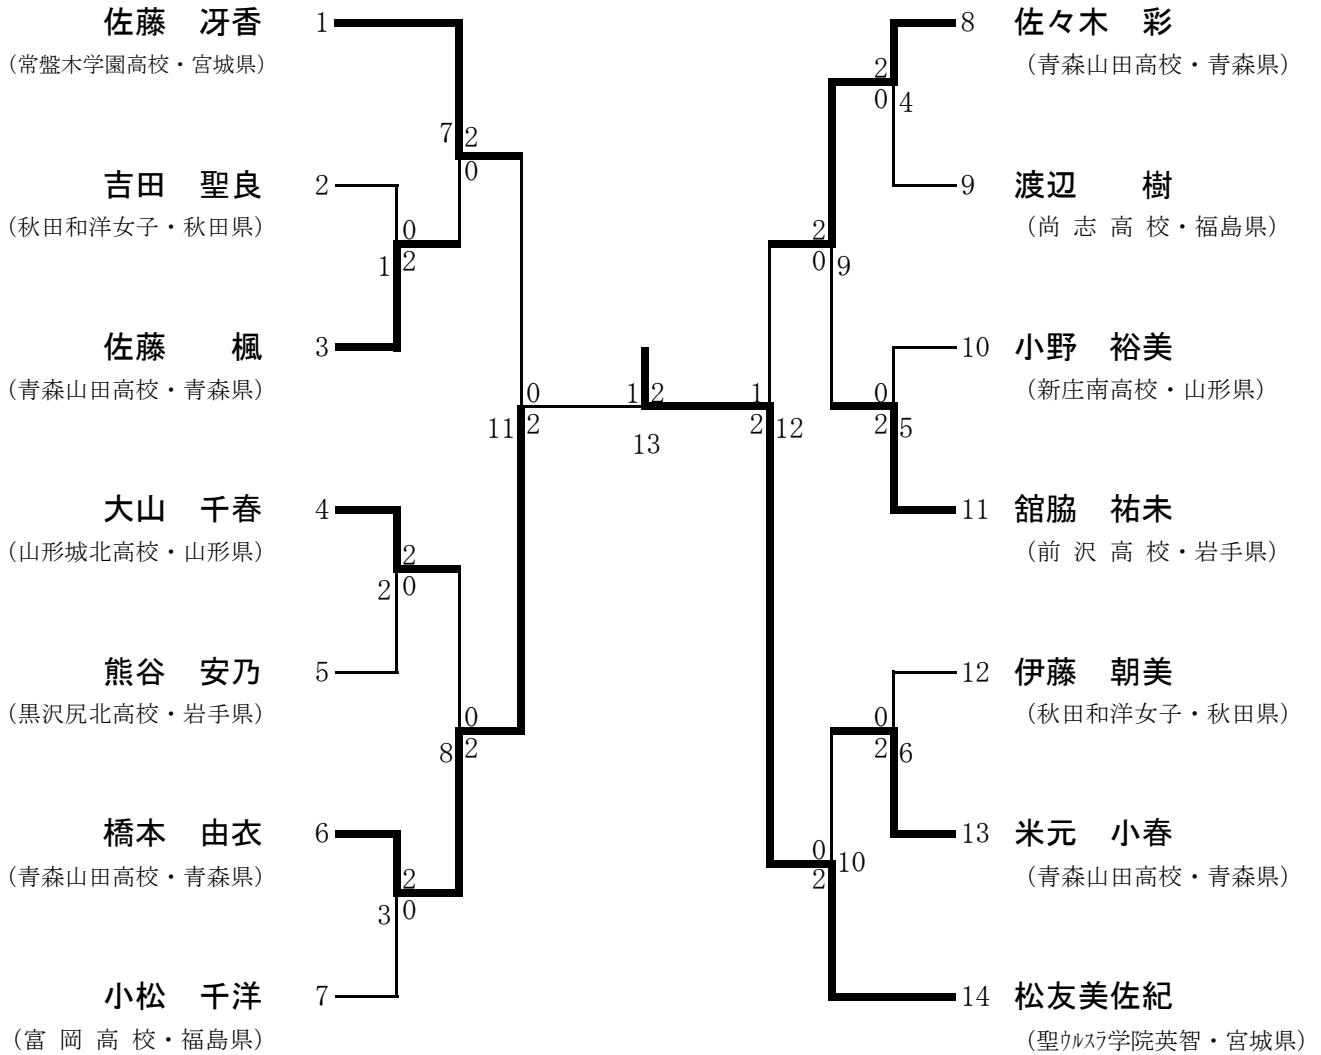 佐藤　冴香 1
（常盤木学園高校・宮城県）
7 2
0
吉田　聖良 2
（秋田和洋女子・秋田県）
0
1 2
佐藤　　楓 3
（青森山田高校・青森県）
0
11 2
大山　千春 4
（山形城北高校・山形県）
2
2 0
熊谷　安乃 5
（黒沢尻北高校・岩手県）
0
8 2
橋本　由衣 6
（青森山田高校・青森県）
2
3 0
小松　千洋 7
（富 岡 高 校・福島県）
1 2
13
8 佐々木　彩
（青森山田高校・青森県）
2
0 4
9 渡辺　　樹
（尚 志 高 校・福島県）
2
0 9
10 小野　裕美
（新庄南高校・山形県）
0
2 5
11 舘脇　祐未
（前 沢 高 校・岩手県）
1
2 12
12 伊藤　朝美
（秋田和洋女子・秋田県）
0
2 6
13 米元　小春
（青森山田高校・青森県）
0
2 10
14 松友美佐紀
（聖ｳﾙｽﾗ学院英智・宮城県）